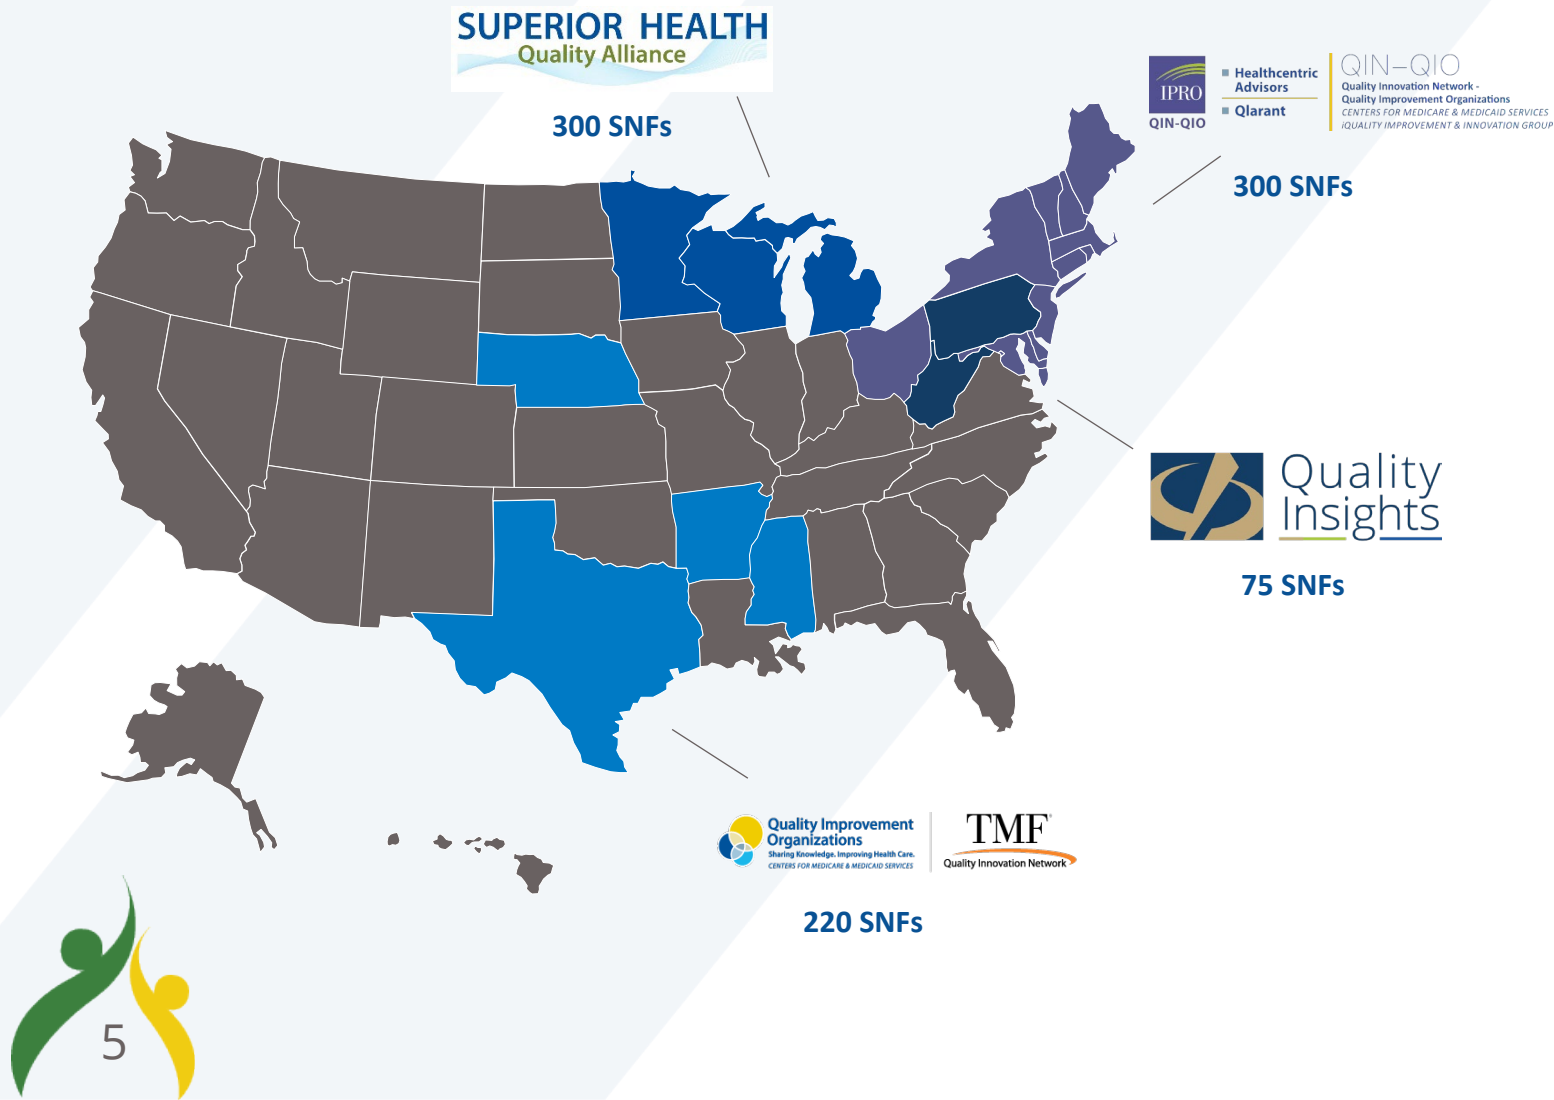 SUPERIOR HEALTH
Quality Alliance
300 SNFs
IPRO
QIN-QIO
Healthcentric
Advisors
Qlarant
QIN–QIO
Quality Innovation Network -
Quality Improvement Organizations
CENTERS FOR MEDICARE & MEDICAID SERVICES
iQUALITY IMPROVEMENT & INNOVATION GROUP
300 SNFs
Quality
Insights
75 SNFs
Quality Improvement
Organizations
Sharing Knowledge. Improving Health Care.
CENTERS FOR MEDICARE & MEDICAID SERVICES
TMF
Quality Innovation Network
220 SNFs
5